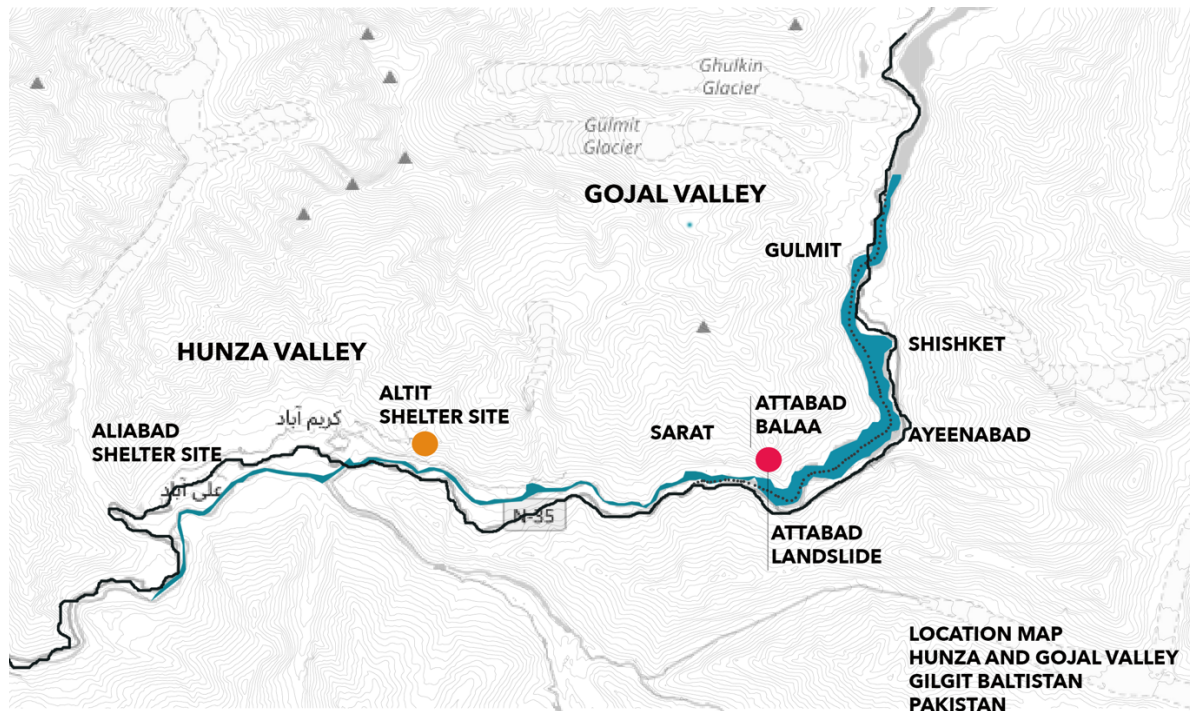 Ghulkin
Glacier
Gulmit
Glacier
GOJAL VALLEY
GULMIT
SHISHKET
HUNZA VALLEY
ALTIT
SHELTER SITE
ATTABAD
BALAA
کریم آباد
ALIABAD
SHELTER SITE
SARAT
AYEENABAD
علی آباد
N-35
ATTABAD
LANDSLIDE
LOCATION MAP
HUNZA AND GOJAL VALLEY
GILGIT BALTISTAN
PAKISTAN